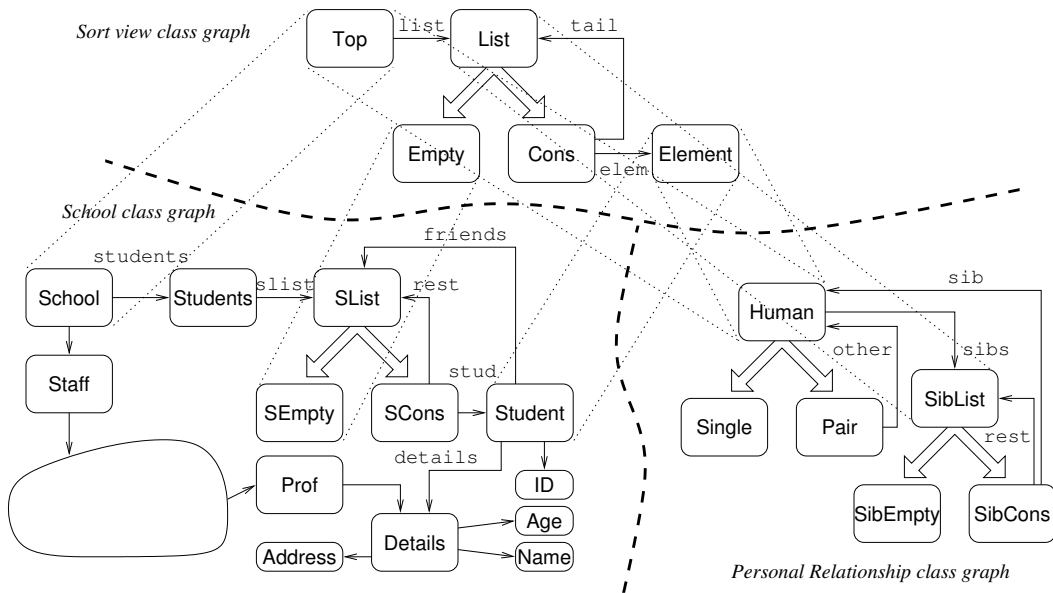 Sort view class graph
Top
list
List
tail
Empty
Cons
elem
Element
School class graph
students
School
Students
slist
SList
rest
friends
Staff
SEmpty
SCons
stud
Student
details
Prof
ID
Details
Age
Address
Name
sib
Human
other
sibs
Single
Pair
SibList
rest
SibEmpty
SibCons
Personal Relationship class graph